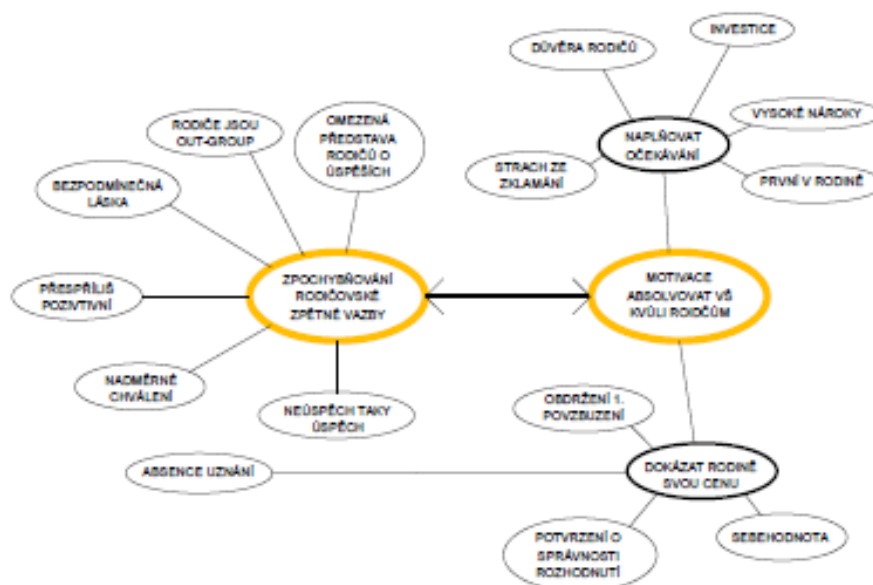 DŮVĚRA RODIČŮ
INVESTICE
RODIČE JSOU
OUT-GROUP
OMEZENÁ
PŘEDSTAVA
RODIČŮ O
ÚSPĚŠÍCH
NAPLŇOVAT
OČEKÁVÁNÍ
VYSOKÉ NÁROKY
STRACH ZE
ZKLAMÁNÍ
PRVNÍ V RODINĚ
BEZPODMÍNEČNÁ
LÁSKA
ZPOCHYBŇOVÁNÍ
RODIČOVSKÉ
ZPĚTNÉ VAZBY
MOTIVACE
ABSOLVOVAT VŠ
KVŮLI ROIDČŮM
PŘESPŘÍLIŠ
POZIVTIVNÍ
NADMĚRNÉ
CHVÁLENÍ
NEÚSPĚCH TAKY
ÚSPĚCH
OBDRŽENÍ 1.
POVZBUZENÍ
ABSENCE UZNÁNÍ
DOKÁZAT RODINĚ
SVOU CENU
POTVRZENÍ O
SPRÁVNOSTI
ROZHODNUTÍ
SEBEHODNOTA